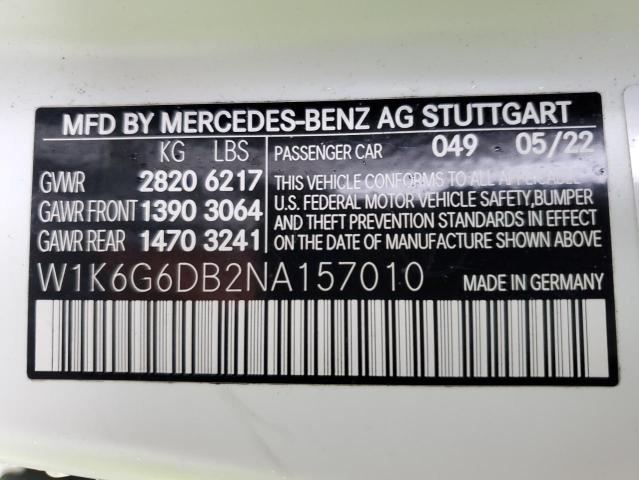 MFD BY MERCEDES-BENZ AG STUTTGART
KG LBS
GVWR 2820 6217
GAWR FRONT 1390 3064
GAWR REAR 1470 3241
PASSENGER CAR 049 05/22
THIS VEHICLE CONFORMS TO ALL APPLICABLE
U.S. FEDERAL MOTOR VEHICLE SAFETY,BUMPER
AND THEFT PREVENTION STANDARDS IN EFFECT
ON THE DATE OF MANUFACTURE SHOWN ABOVE.
W1K6G6DB2NA157010
MADE IN GERMANY